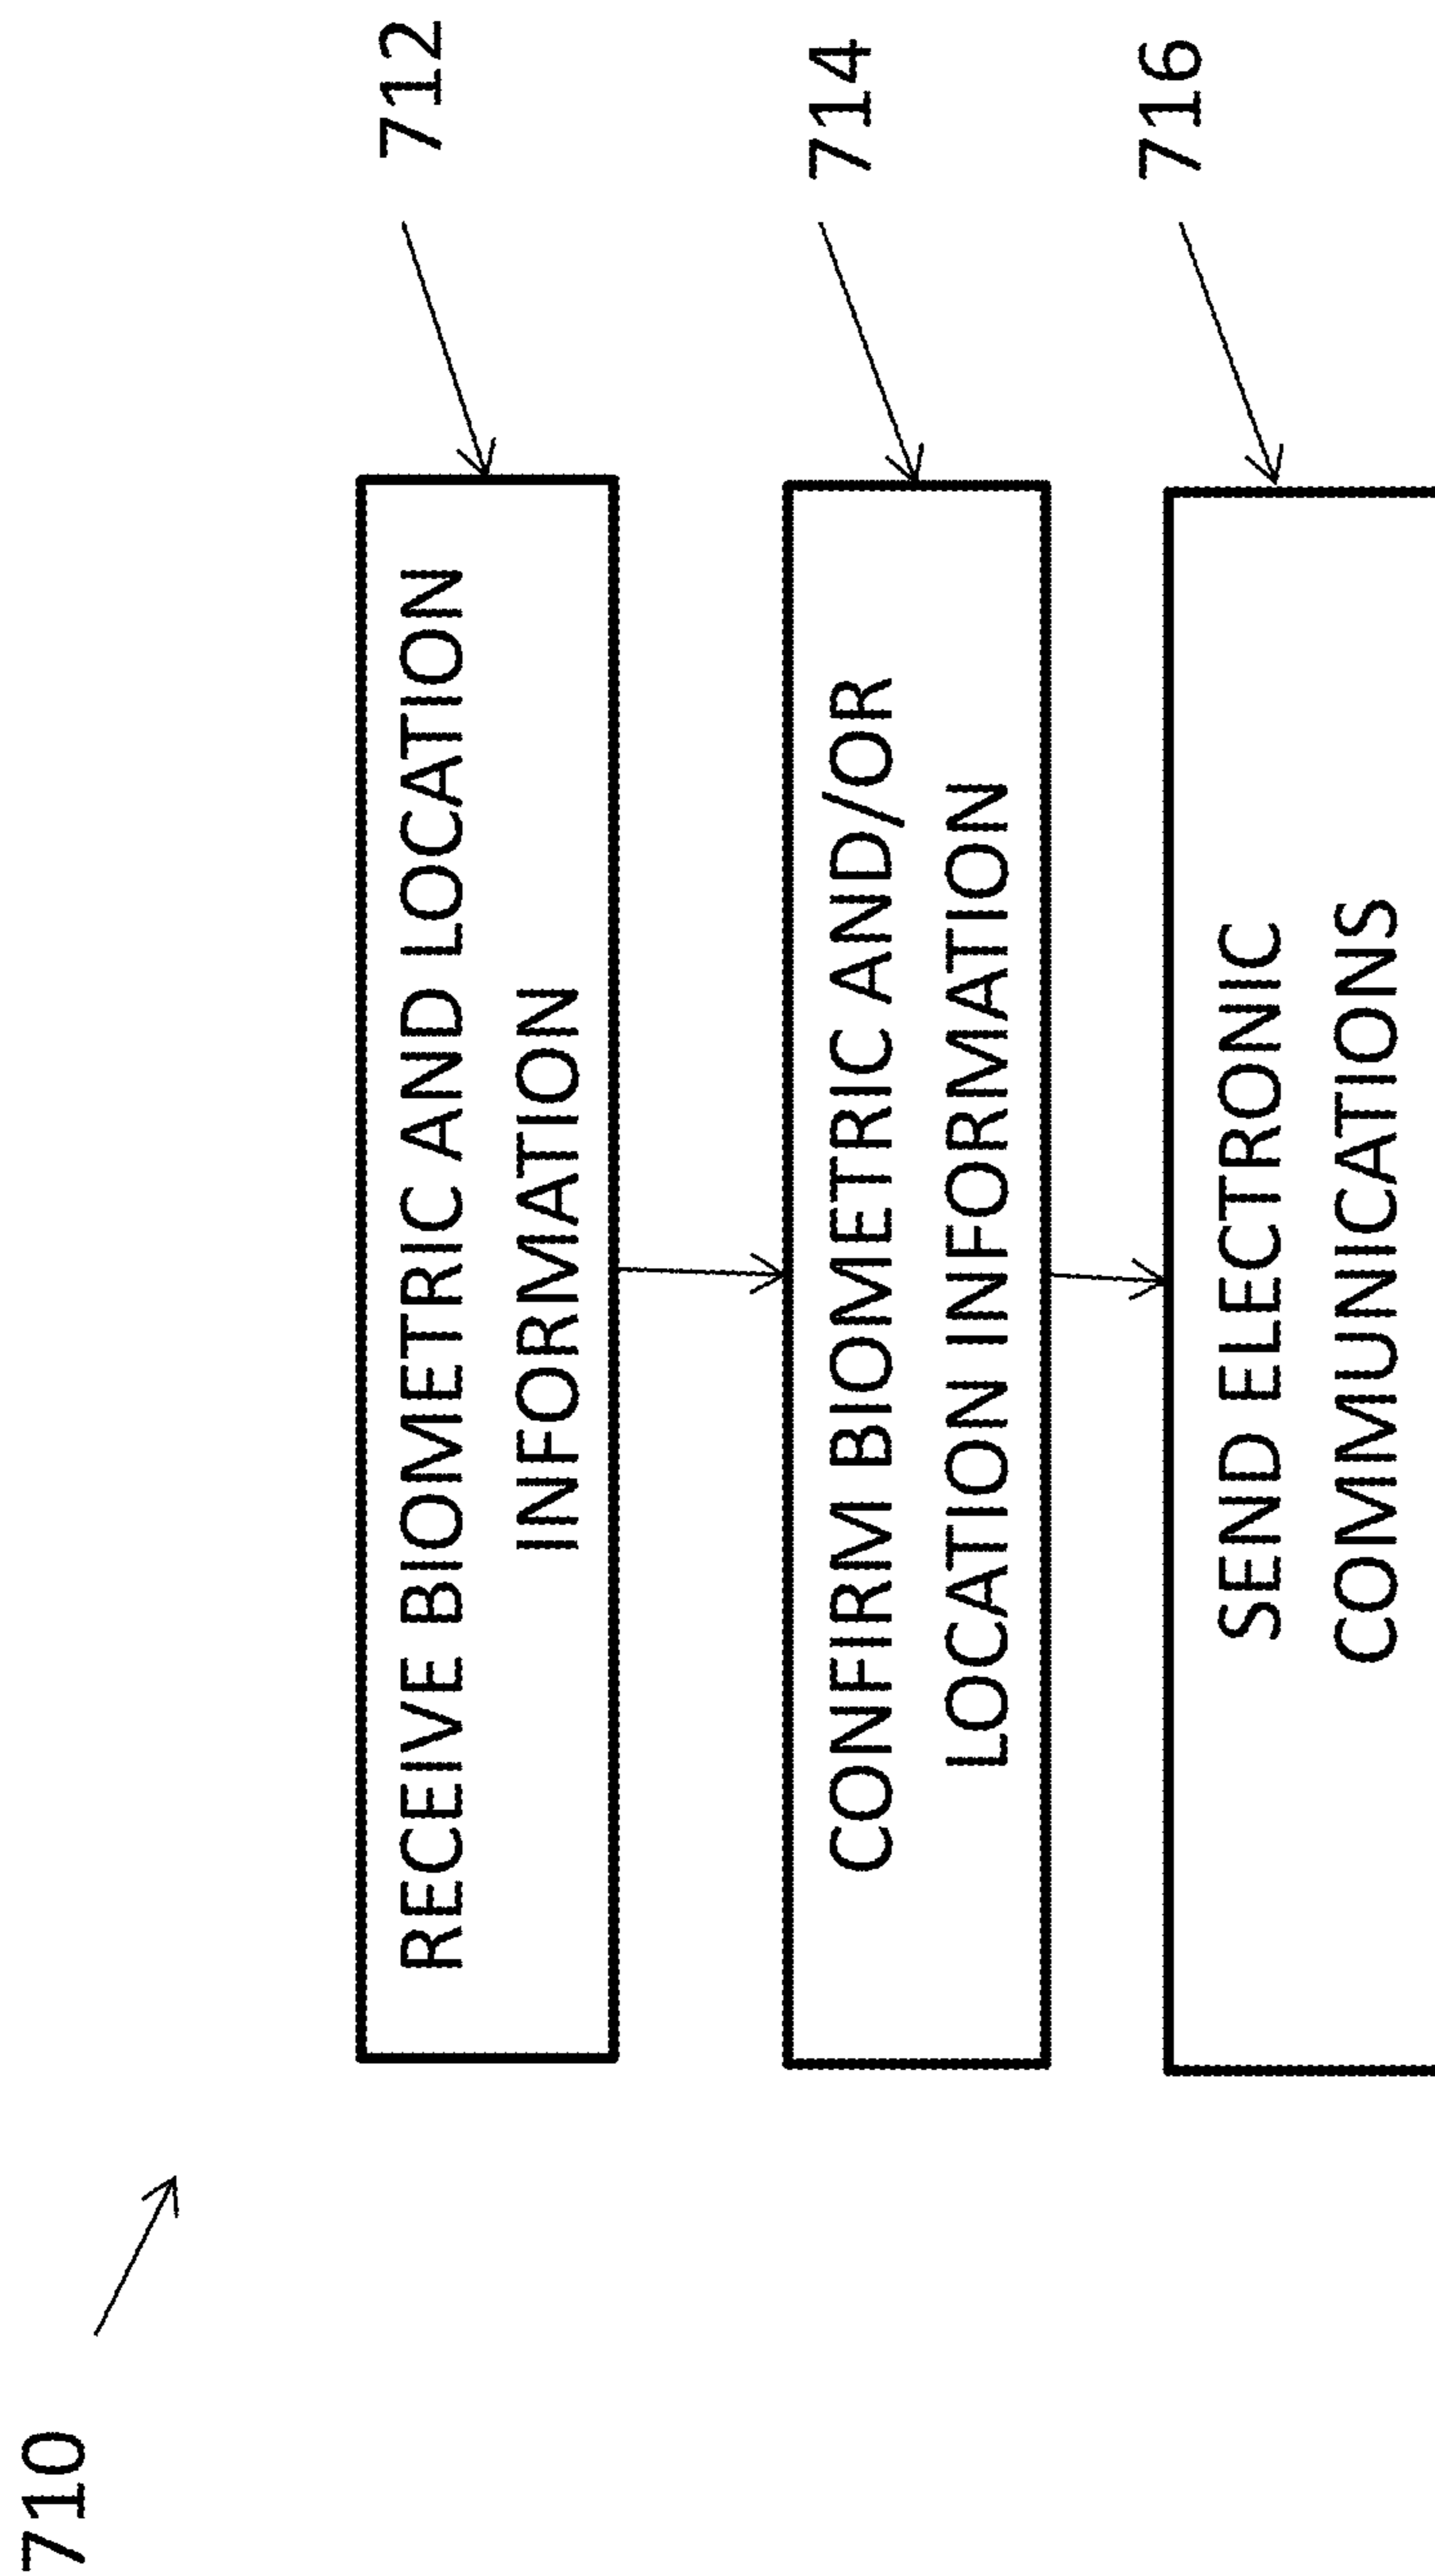 710
RECEIVE BIOMETRIC AND LOCATION
INFORMATION
712
CONFIRM BIOMETRIC AND/OR
LOCATION INFORMATION
714
SEND ELECTRONIC
COMMUNICATIONS
716